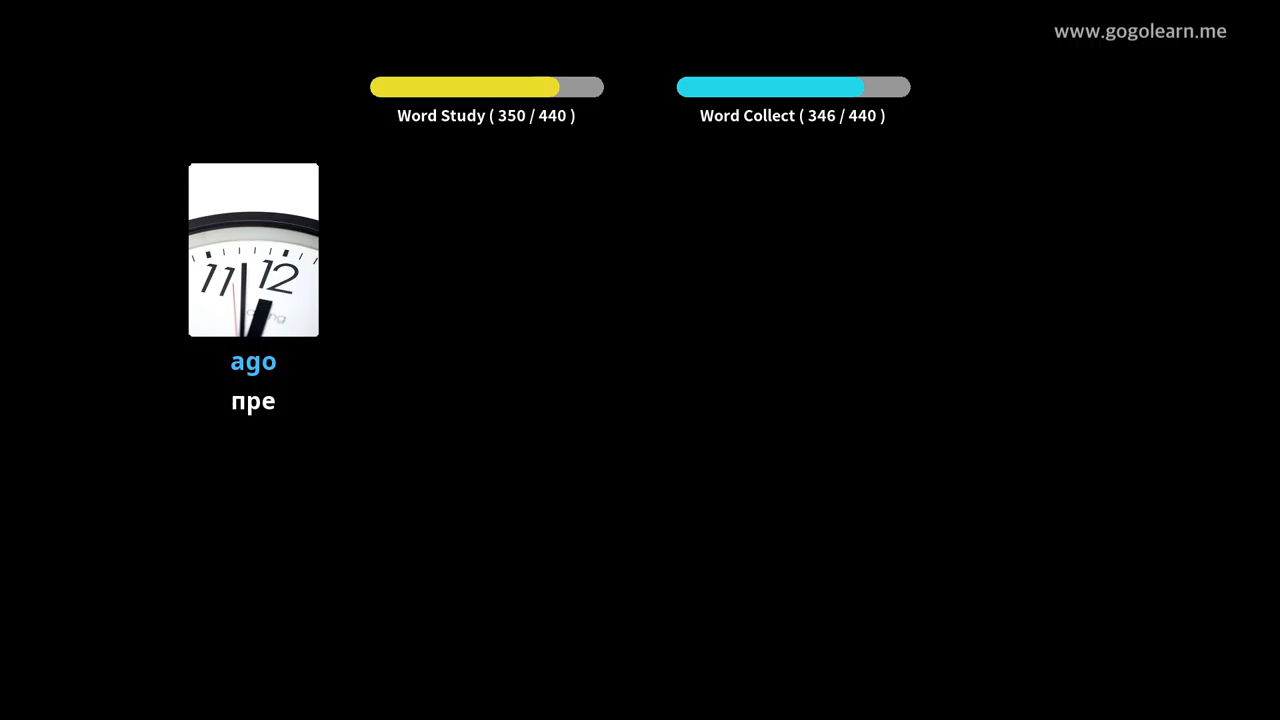 www.gogolearn.me
Word Study ( 350 / 440 )
Word Collect ( 346 / 440 )
11 12
ago
пре